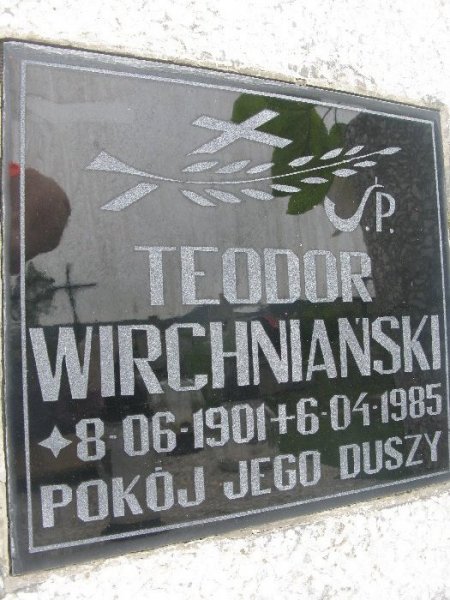 Ś.P.
TEODOR
WIRCHNIAŃSKI
✦8-06-1901+6-04-1985
POKÓJ JEGO DUSZY